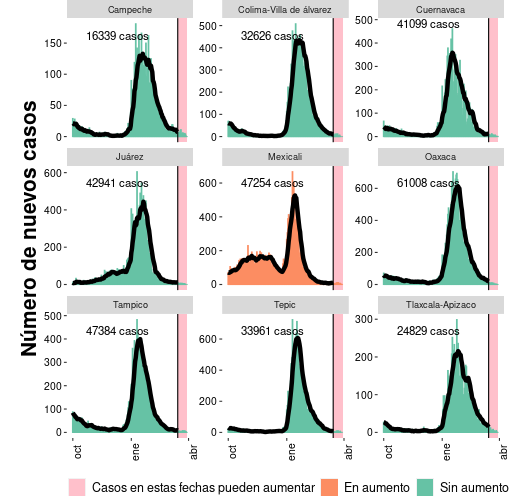 Número de nuevos casos
Campeche
16339 casos
150
100
50
0
Colima-Villa de álvarez
32626 casos
500
400
300
200
100
0
Cuernavaca
41099 casos
500
400
300
200
100
0
Juárez
42941 casos
600
400
200
0
Mexicali
47254 casos
600
400
200
0
Oaxaca
61008 casos
600
400
200
0
Tampico
47384 casos
500
400
300
200
100
0
Tepic
33961 casos
600
400
200
0
Tlaxcala-Apizaco
24829 casos
300
200
100
0
oct
ene
abr
oct
ene
abr
oct
ene
abr
Casos en estas fechas pueden aumentar
En aumento
Sin aumento